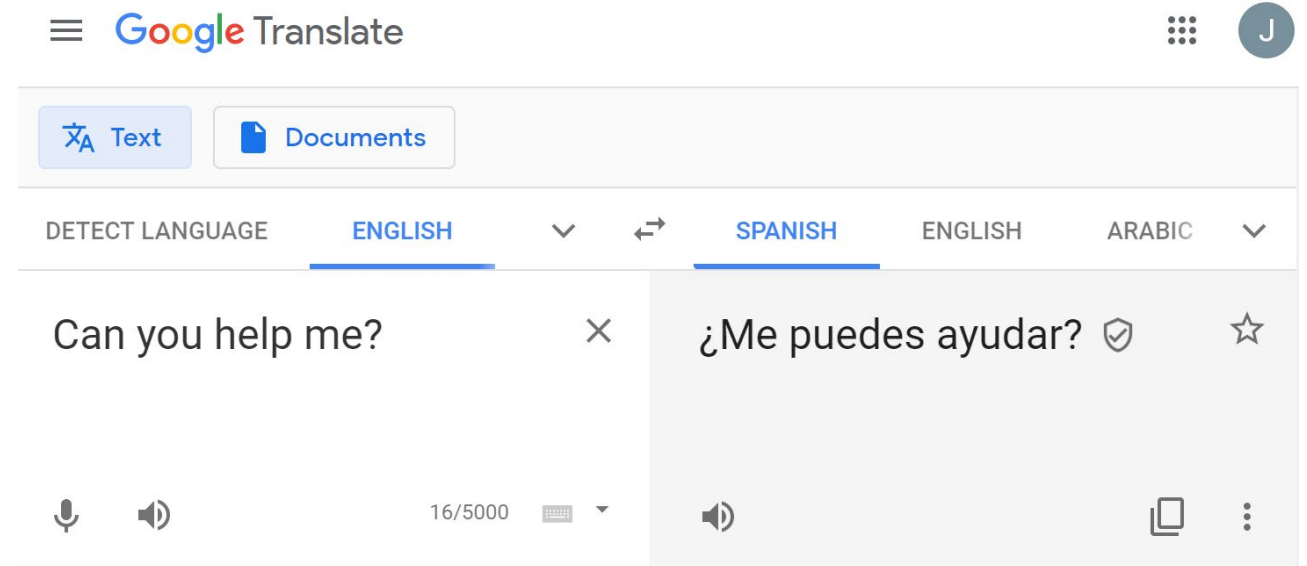 Google Translate
J
Text Documents
DETECT LANGUAGE ENGLISH SPANISH ENGLISH ARABIC
Can you help me? ¿Me puedes ayudar?
16/5000